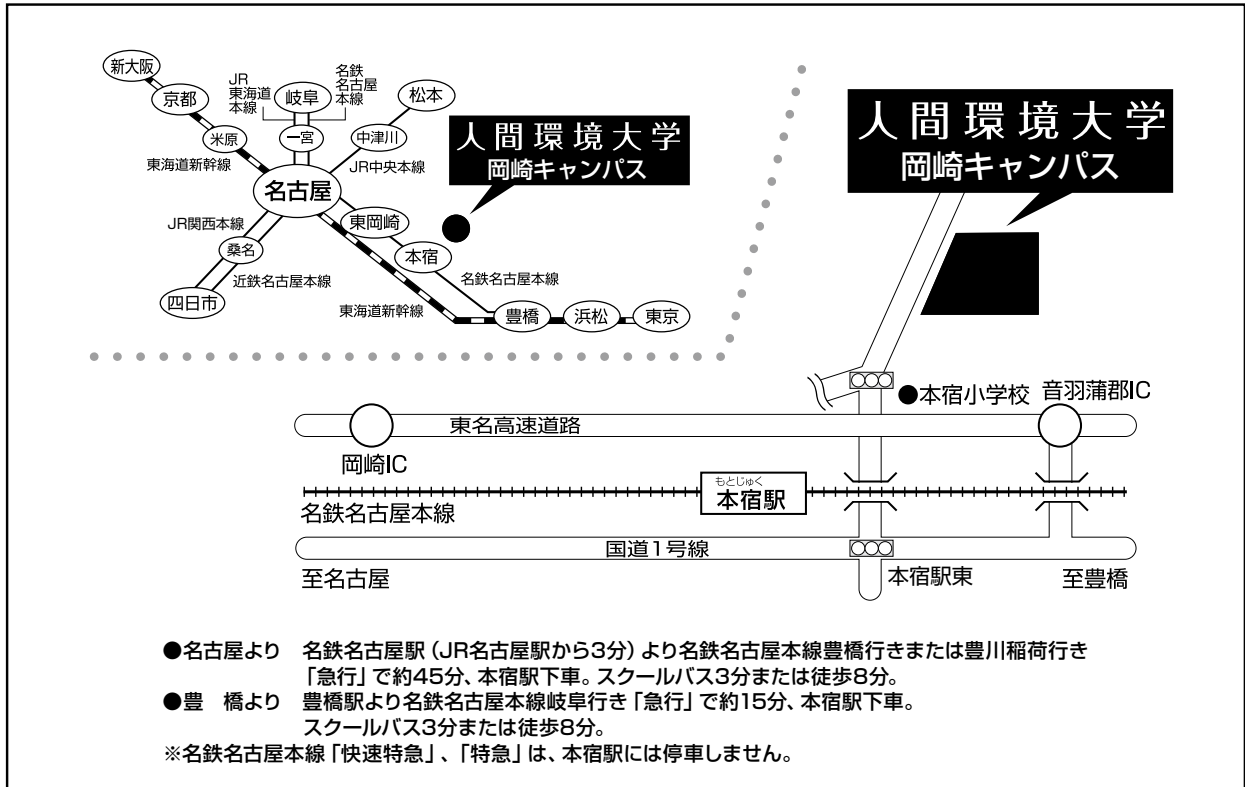 新大阪
京都
米原
東海道新幹線
JR
東海道
本線
岐阜
一宮
名鉄
名古屋
本線
松本
中津川
JR中央本線
名古屋
人間環境大学
岡崎キャンパス
東岡崎
本宿
JR関西本線
桑名
近鉄名古屋本線
四日市
名鉄名古屋本線
東海道新幹線
豊橋
浜松
東京
人間環境大学
岡崎キャンパス
●本宿小学校
音羽蒲郡IC
東名高速道路
岡崎IC
もとじゅく
本宿駅
名鉄名古屋本線
国道1号線
至名古屋
本宿駅東
至豊橋
●名古屋より 名鉄名古屋駅（JR名古屋駅から3分）より名鉄名古屋本線豊橋行きまたは豊川稲荷行き
「急行」で約45分、本宿駅下車。スクールバス3分または徒歩8分。
●豊　橋より 豊橋駅より名鉄名古屋本線岐阜行き「急行」で約15分、本宿駅下車。
スクールバス3分または徒歩8分。
※名鉄名古屋本線「快速特急」、「特急」は、本宿駅には停車しません。